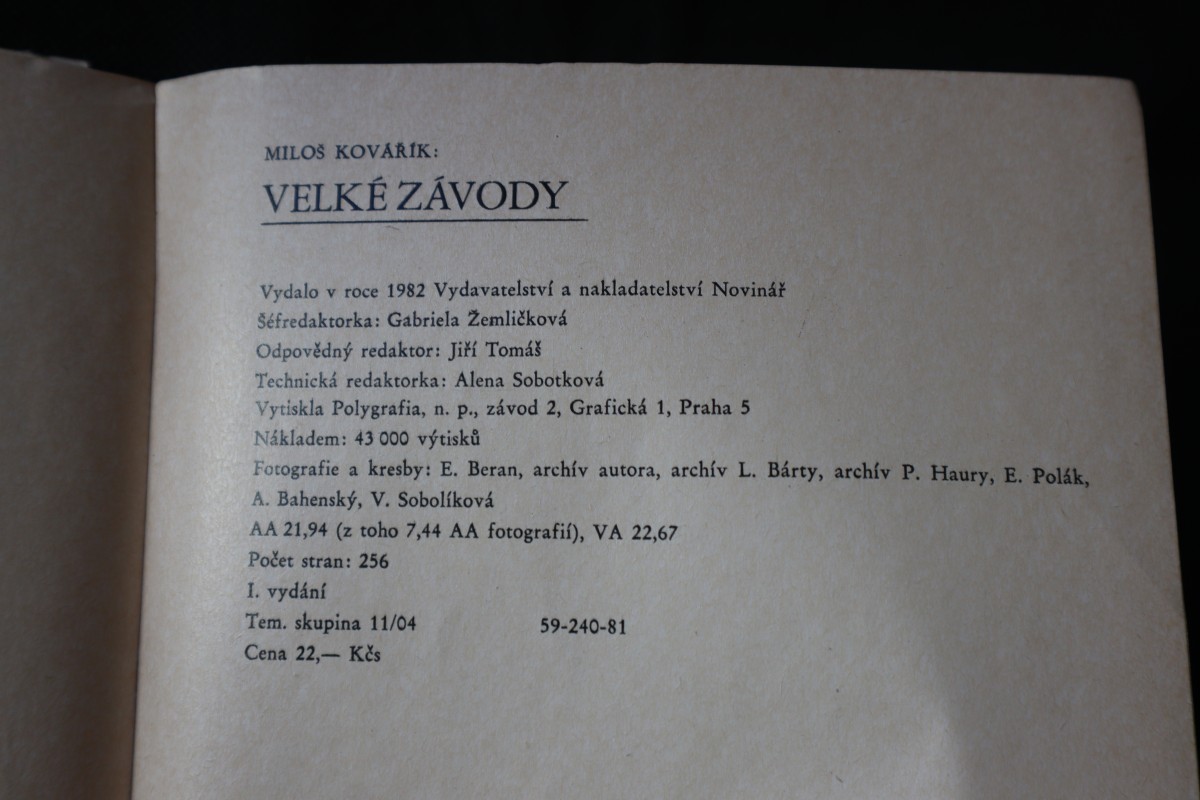 MILOŠ KOVÁŘÍK:
VELKÉ ZÁVODY
Vydalo v roce 1982 Vydavatelství a nakladatelství Novinář
Šéfredaktorka: Gabriela Žemličková
Odpovědný redaktor: Jiří Tomáš
Technická redaktorka: Alena Sobotková
Vytiskla Polygrafia, n. p., závod 2, Grafická 1, Praha 5
Nákladem: 43 000 výtisků
Fotografie a kresby: E. Beran, archív autora, archív L. Bárty, archív P. Haury, E. Polák,
A. Bahenský, V. Sobolíková
AA 21,94 (z toho 7,44 AA fotografií), VA 22,67
Počet stran: 256
I. vydání
Tem. skupina 11/04 59-240-81
Cena 22,— Kčs